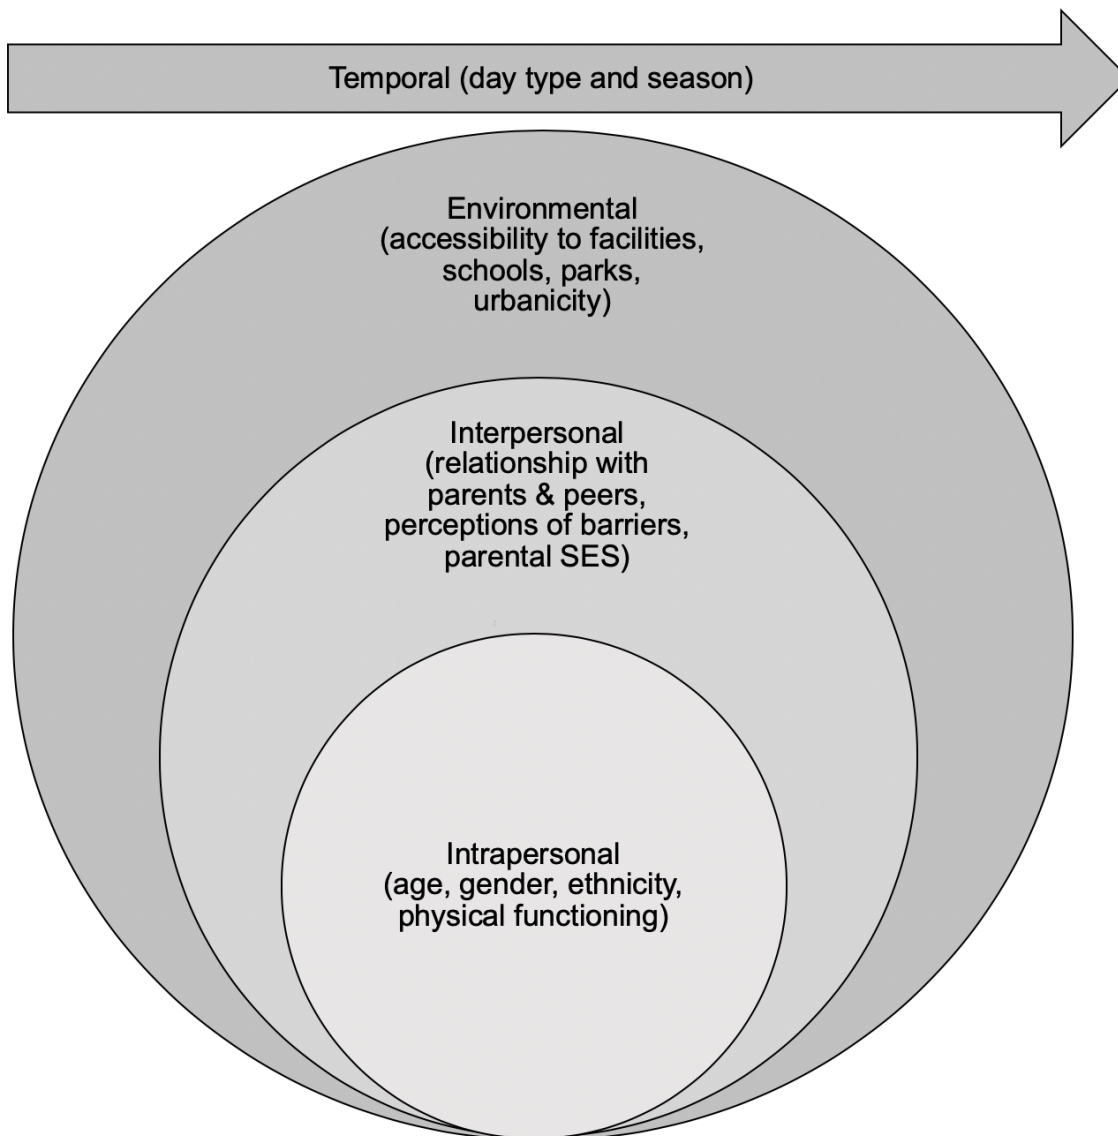 Temporal (day type and season)
Environmental
(accessibility to facilities,
schools, parks,
urbanicity)
Interpersonal
(relationship with
parents & peers,
perceptions of barriers,
parental SES)
Intrapersonal
(age, gender, ethnicity,
physical functioning)